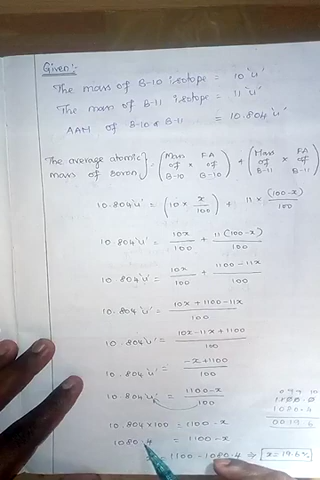 Given:-
The mass of B-10 isotope = 10 'u'
The mass of B-11 isotope = 11 'u'
AAM of B-10 & B-11 = 10.804 'u'
The average atomic mass of Boron } = (Mass of B-10 × FA of B-10) + (Mass of B-11 × FA of B-11)
10.804 'u' = (10 × x/100) + 11 × (100-x)/100
10.804 'u' = 10x/100 + 11(100-x)/100
10.804 'u' = 10x/100 + 1100-11x/100
10.804 'u' = 10x+1100-11x/100
10.804 'u' = 10x-11x+1100/100
10.804 'u' = -x+1100/100
10.804 'u' = 1100-x/100
10.804×100 = 1100-x
1080.4 = 1100-x
= 1100-1080.4 ⇒ x=19.6%
1100.0
1080.4
0019.6